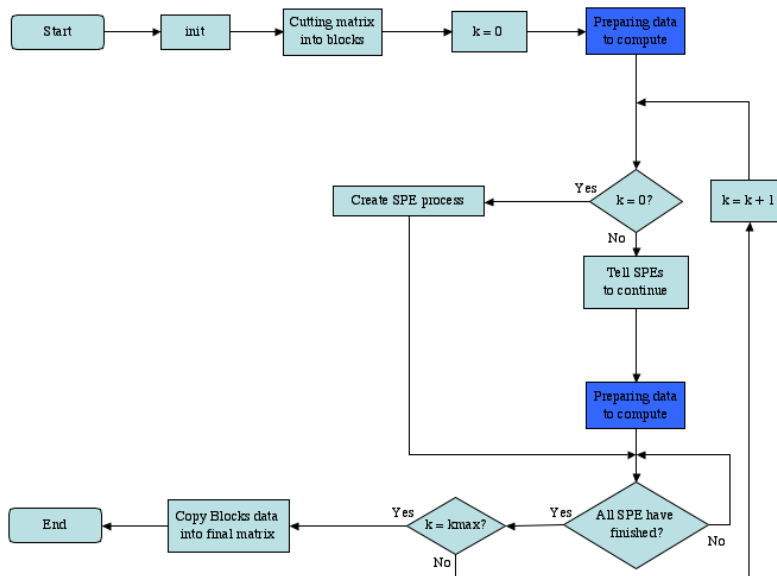 Start
init
Cutting matrix
into blocks
k = 0
Preparing data
to compute
Yes
k = 0?
No
Create SPE process
k = k + 1
Tell SPEs
to continue
Preparing data
to compute
All SPE have
finished?
Yes
No
k = kmax?
Yes
No
Copy Blocks data
into final matrix
End